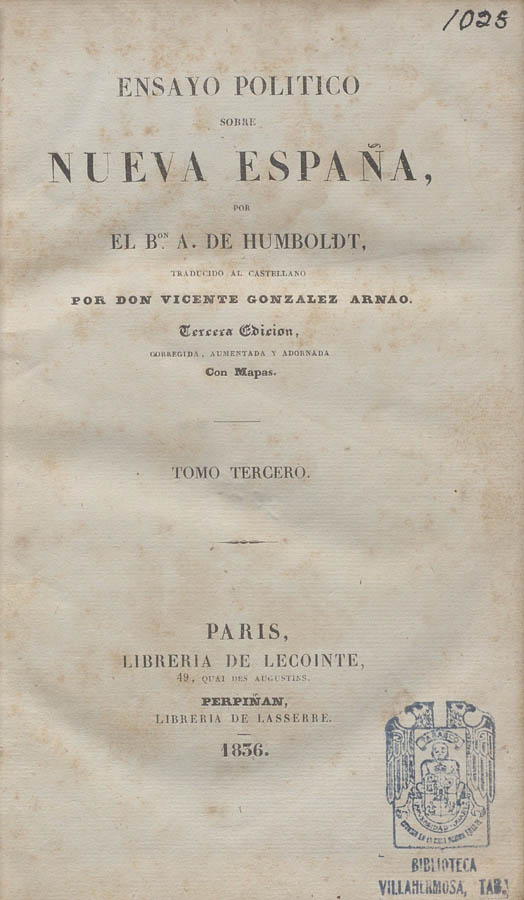 1025
ENSAYO POLITICO
SOBRE
NUEVA ESPAÑA,
POR
EL B.ᵒᴺ A. DE HUMBOLDT,
TRADUCIDO AL CASTELLANO
POR DON VICENTE GONZALEZ ARNAO.
Tercera Edicion,
CORREGIDA, AUMENTADA Y ADORNADA
Con Mapas.
TOMO TERCERO.
PARIS,
LIBRERIA DE LECOINTE,
49, QUAI DES AUGUSTINS.
PERPIÑAN,
LIBRERIA DE LASSERRE.
1836.
TABASCO
BIBLIOTECA
VILLAHERMOSA, TAB.